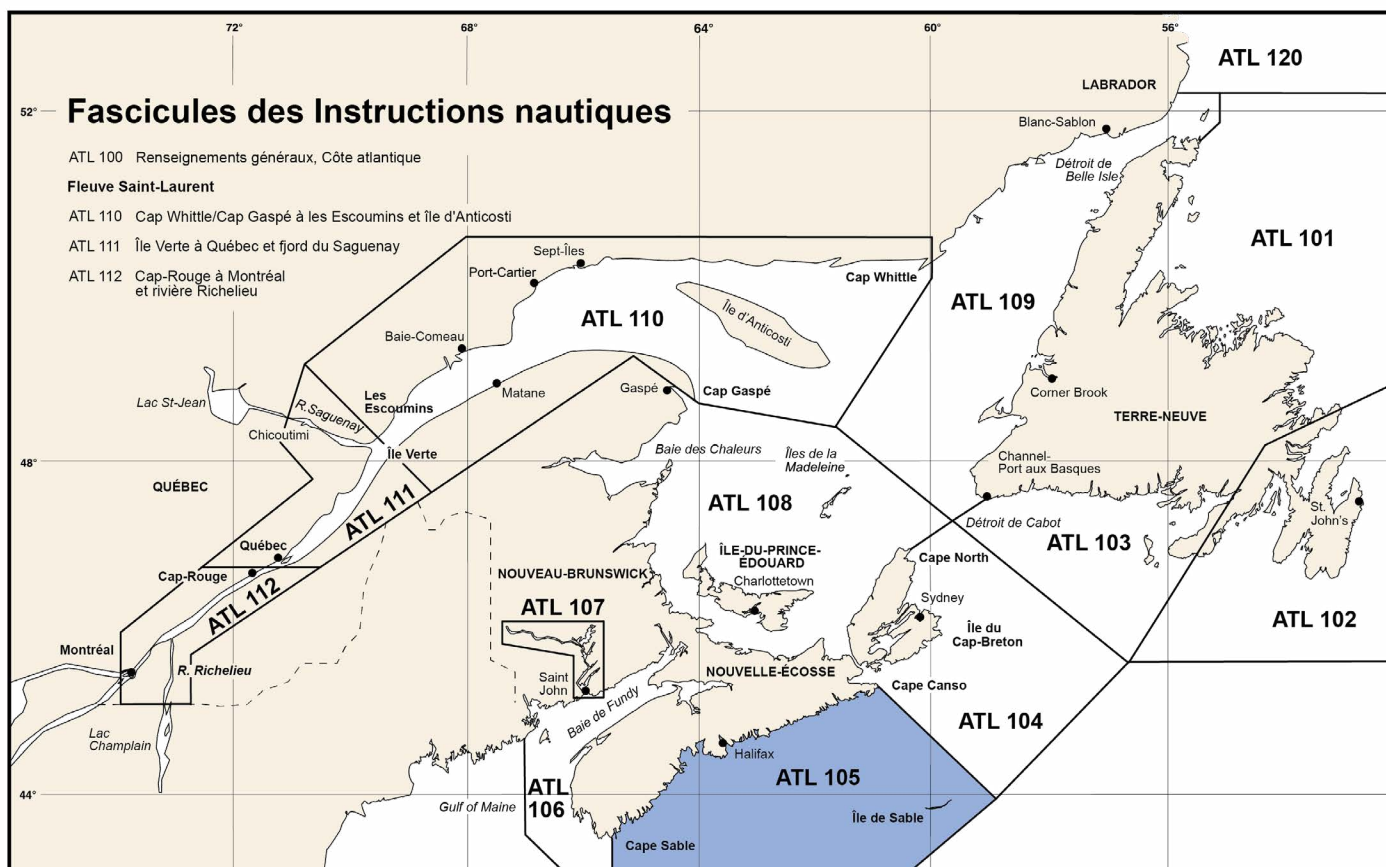 72°
68°
64°
60°
56°
ATL 120
LABRADOR
52°
Fascicules des Instructions nautiques
Blanc-Sablon
ATL 100 Renseignements généraux, Côte atlantique
Détroit de
Belle Isle
Fleuve Saint-Laurent
ATL 110 Cap Whittle/Cap Gaspé à les Escoumins et île d'Anticosti
ATL 101
ATL 111 Île Verte à Québec et fjord du Saguenay
Sept-Îles
ATL 112 Cap-Rouge à Montréal
et rivière Richelieu
Port-Cartier
Cap Whittle
ATL 109
ATL 110
Île d'Anticosti
Baie-Comeau
Matane
Gaspé
Cap Gaspé
Corner Brook
Lac St-Jean
R.Saguenay
Les
Escoumins
TERRE-NEUVE
Chicoutimi
Île Verte
Baie des Chaleurs
Îles de la
Madeleine
Channel-
Port aux Basques
48°
QUÉBEC
ATL 111
ATL 108
St.
John's
Détroit de Cabot
ATL 103
Québec
Cap-Rouge
ÎLE-DU-PRINCE-
ÉDOUARD
Cape North
NOUVEAU-BRUNSWICK
Charlottetown
ATL 112
ATL 107
Sydney
ATL 102
Île du
Cap-Breton
Montréal
R. Richelieu
Saint
John
NOUVELLE-ÉCOSSE
Cape Canso
Baie de Fundy
ATL 104
Lac
Champlain
Halifax
ATL 105
44°
ATL
106
Gulf of Maine
Île de Sable
Cape Sable